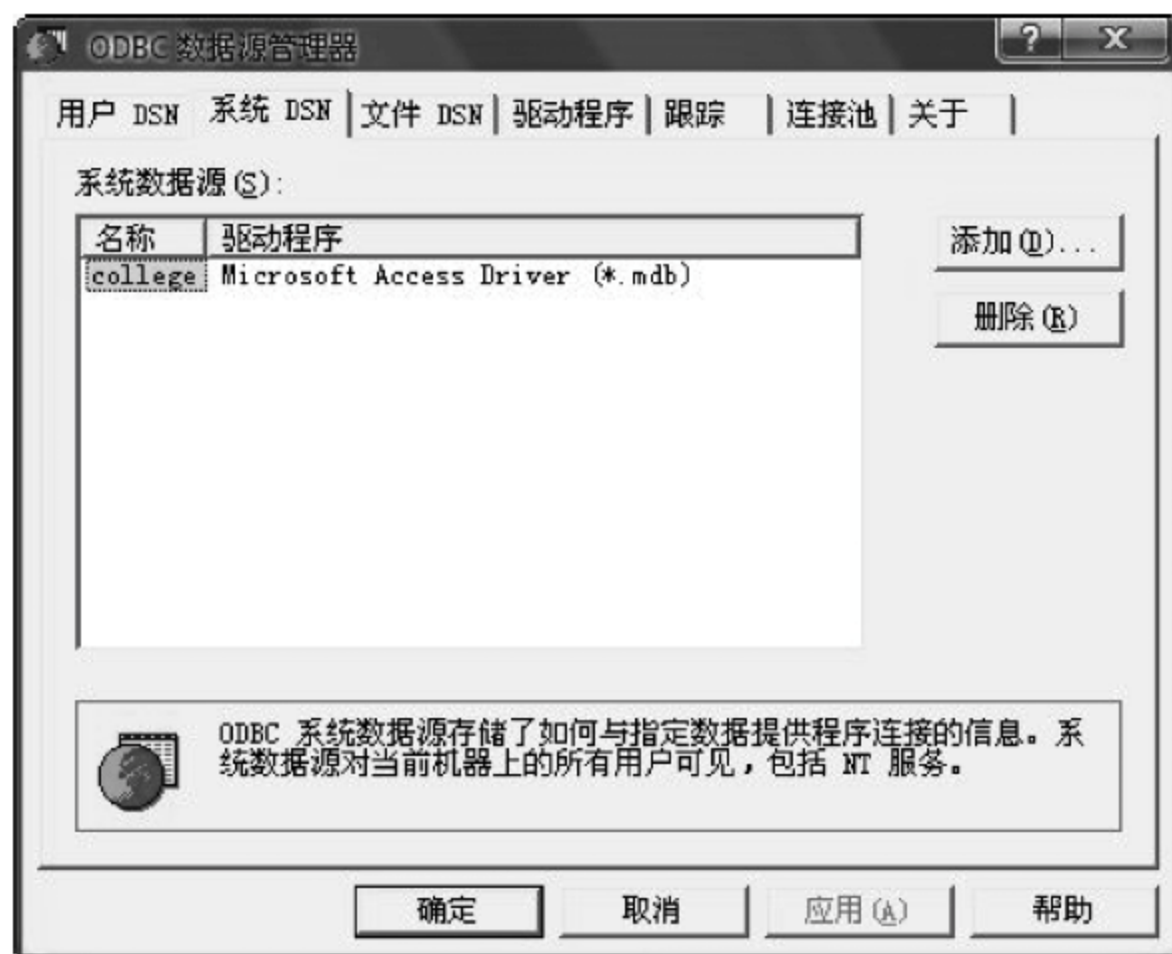 ODBC 数据源管理器
?
X
用户 DSN 系统 DSN 文件 DSN 驱动程序 跟踪 连接池 关于
系统数据源(S):
名称 驱动程序
college Microsoft Access Driver (*.mdb)
添加(D)...
删除(R)
ODBC 系统数据源存储了如何与指定数据提供程序连接的信息。系
统数据源对当前机器上的所有用户可见,包括 NT 服务。
确定 取消 应用(A) 帮助